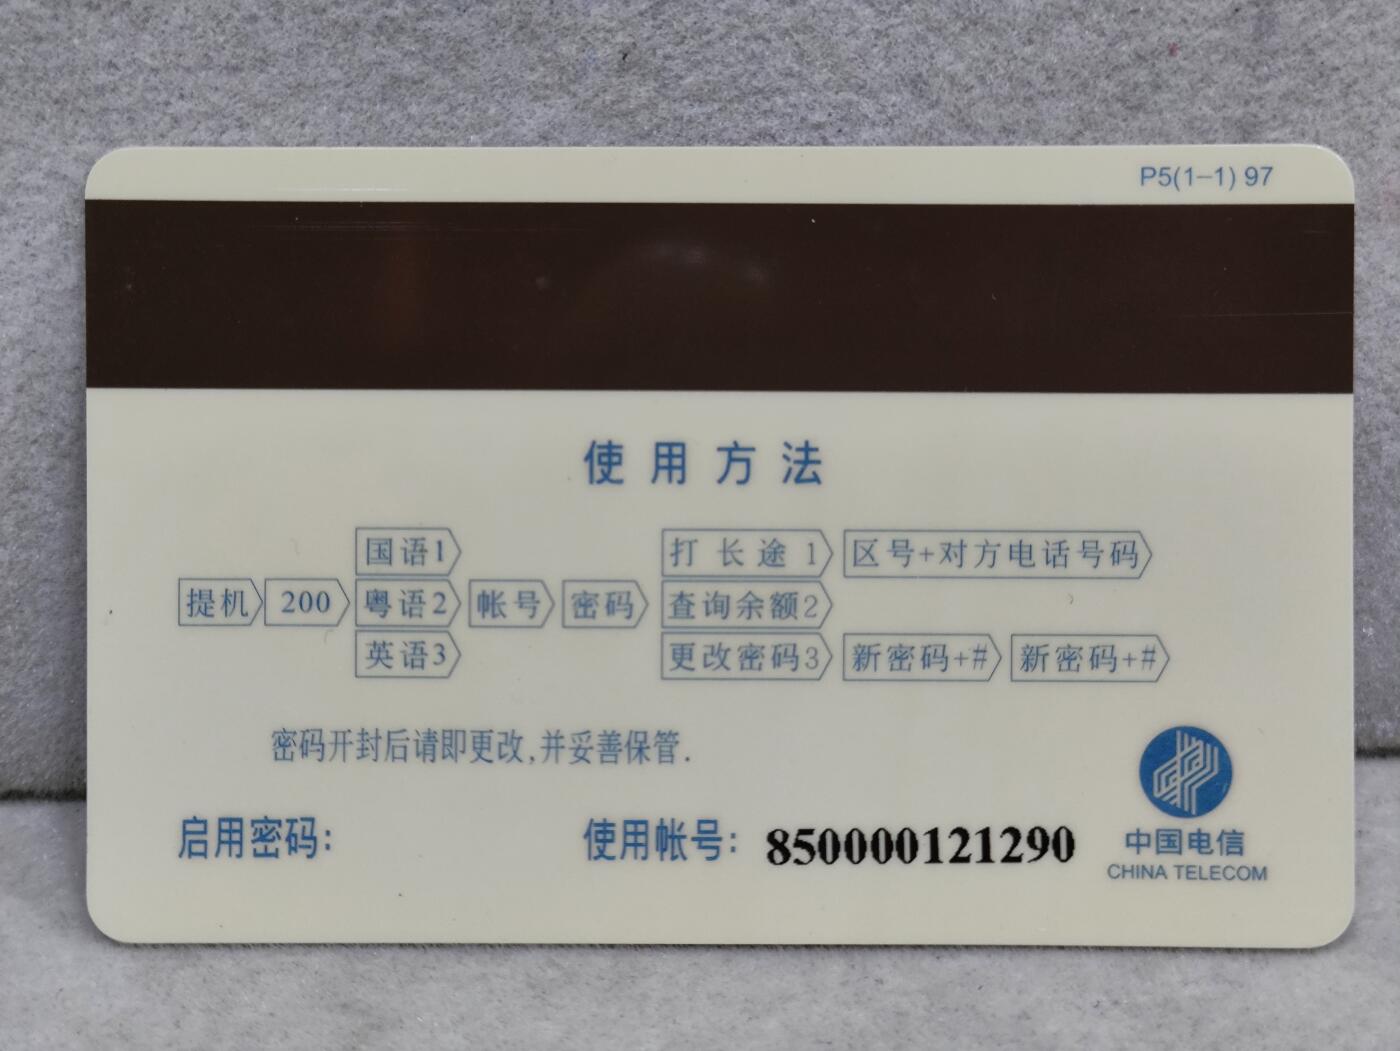 P5(1-1) 97
使用方法
国语1 打长途1 区号+对方电话号码
提机 200 粤语2 帐号 密码 查询余额2
英语3 更改密码3 新密码+# 新密码+#
密码开封后请即更改,并妥善保管.
启用密码: 使用帐号: 850000121290
中国电信
CHINA TELECOM